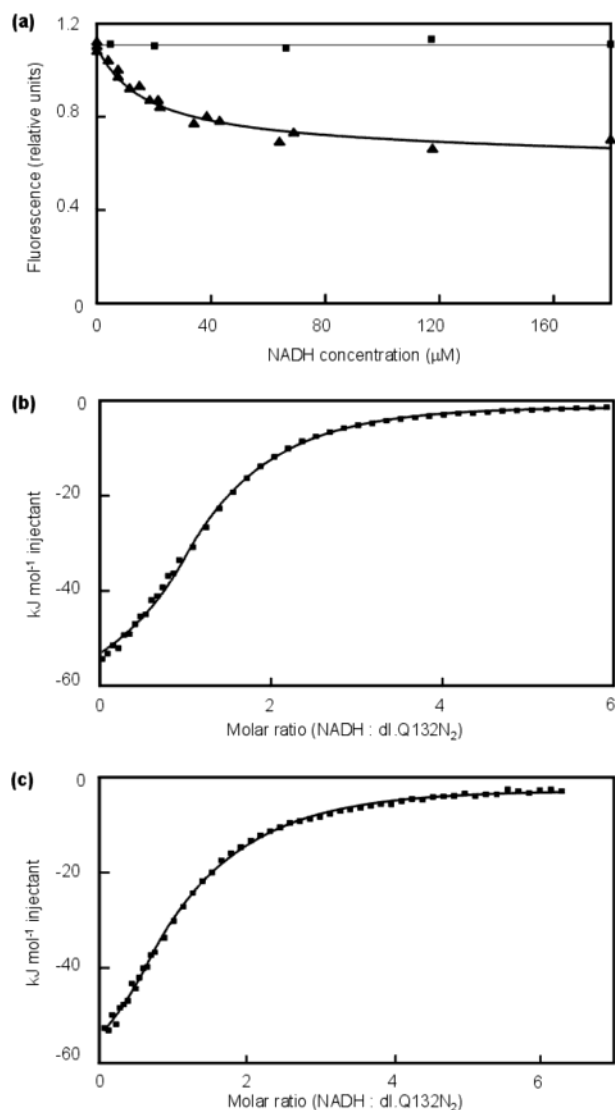 (a)
1.2
0.8
0.4
0
Fluorescence (relative units)
0 40 80 120 160
NADH concentration (µM)
(b)
0
-20
-40
-60
kJ mol⁻¹ injectant
0 2 4 6
Molar ratio (NADH : dI.Q132N₂)
(c)
0
-20
-40
-60
kJ mol⁻¹ injectant
0 2 4 6
Molar ratio (NADH : dI.Q132N₂)